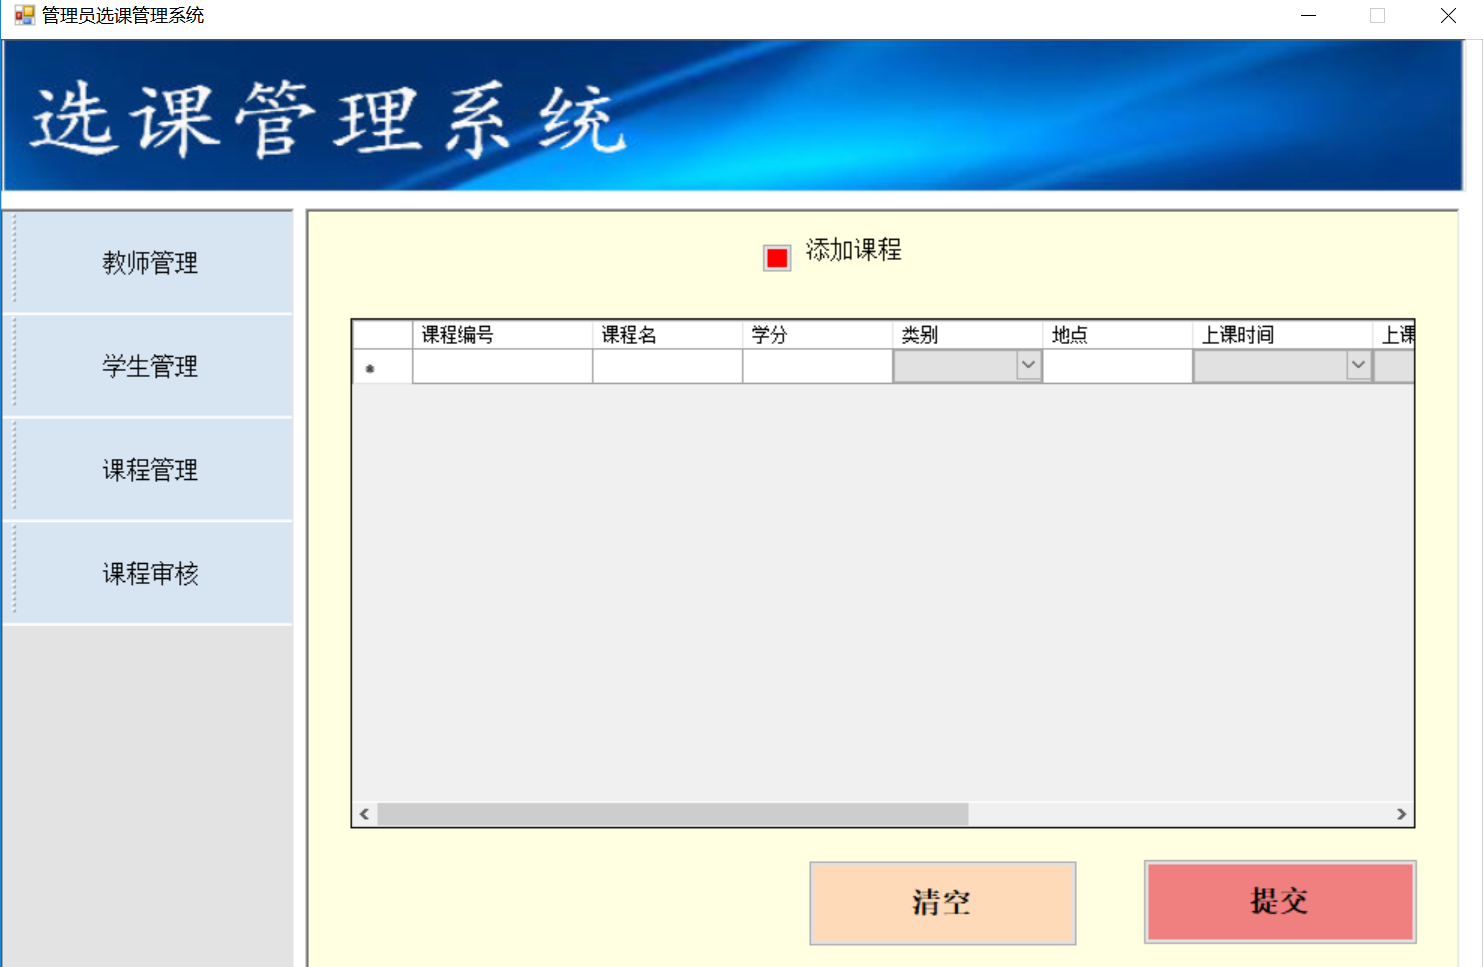 管理员选课管理系统
选课管理系统
教师管理
学生管理
课程管理
课程审核
添加课程
课程编号 课程名 学分 类别 地点 上课时间 上课
清空 提交